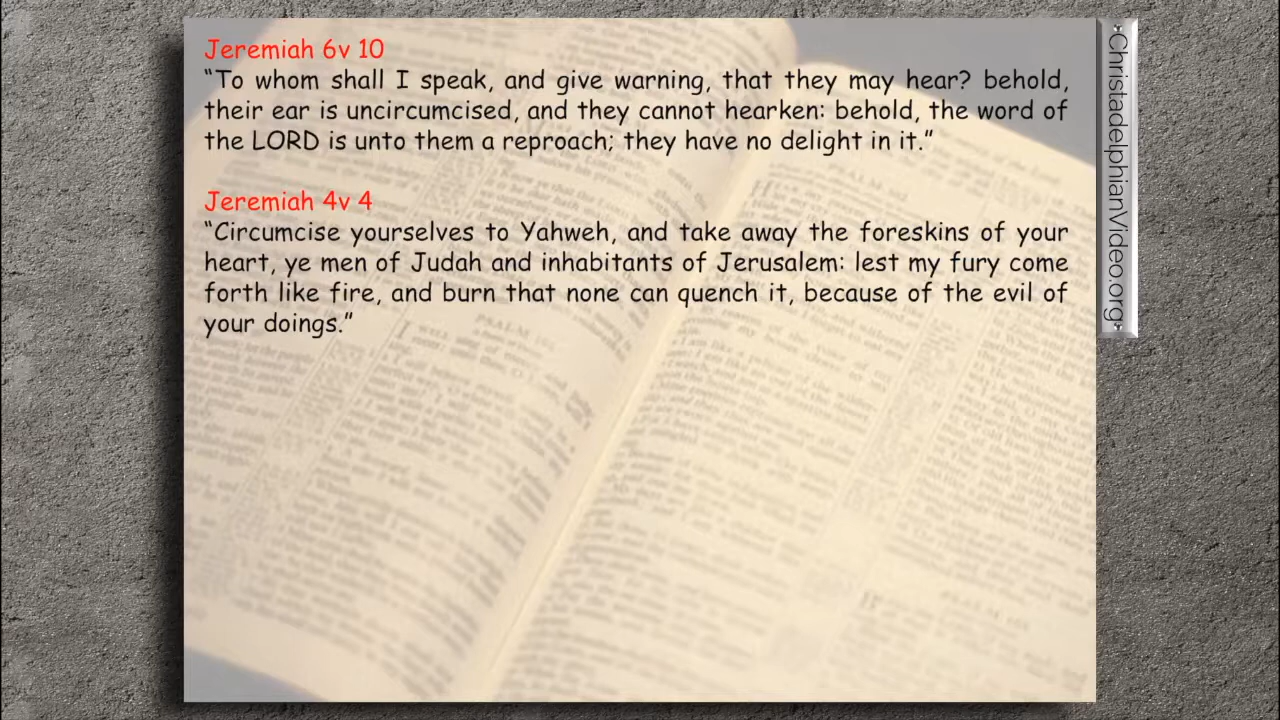 Jeremiah 6v 10
“To whom shall I speak, and give warning, that they may hear? behold,
their ear is uncircumcised, and they cannot hearken: behold, the word of
the LORD is unto them a reproach; they have no delight in it.”
Jeremiah 4v 4
“Circumcise yourselves to Yahweh, and take away the foreskins of your
heart, ye men of Judah and inhabitants of Jerusalem: lest my fury come
forth like fire, and burn that none can quench it, because of the evil of
your doings.”
ChristadelphianVideo.org